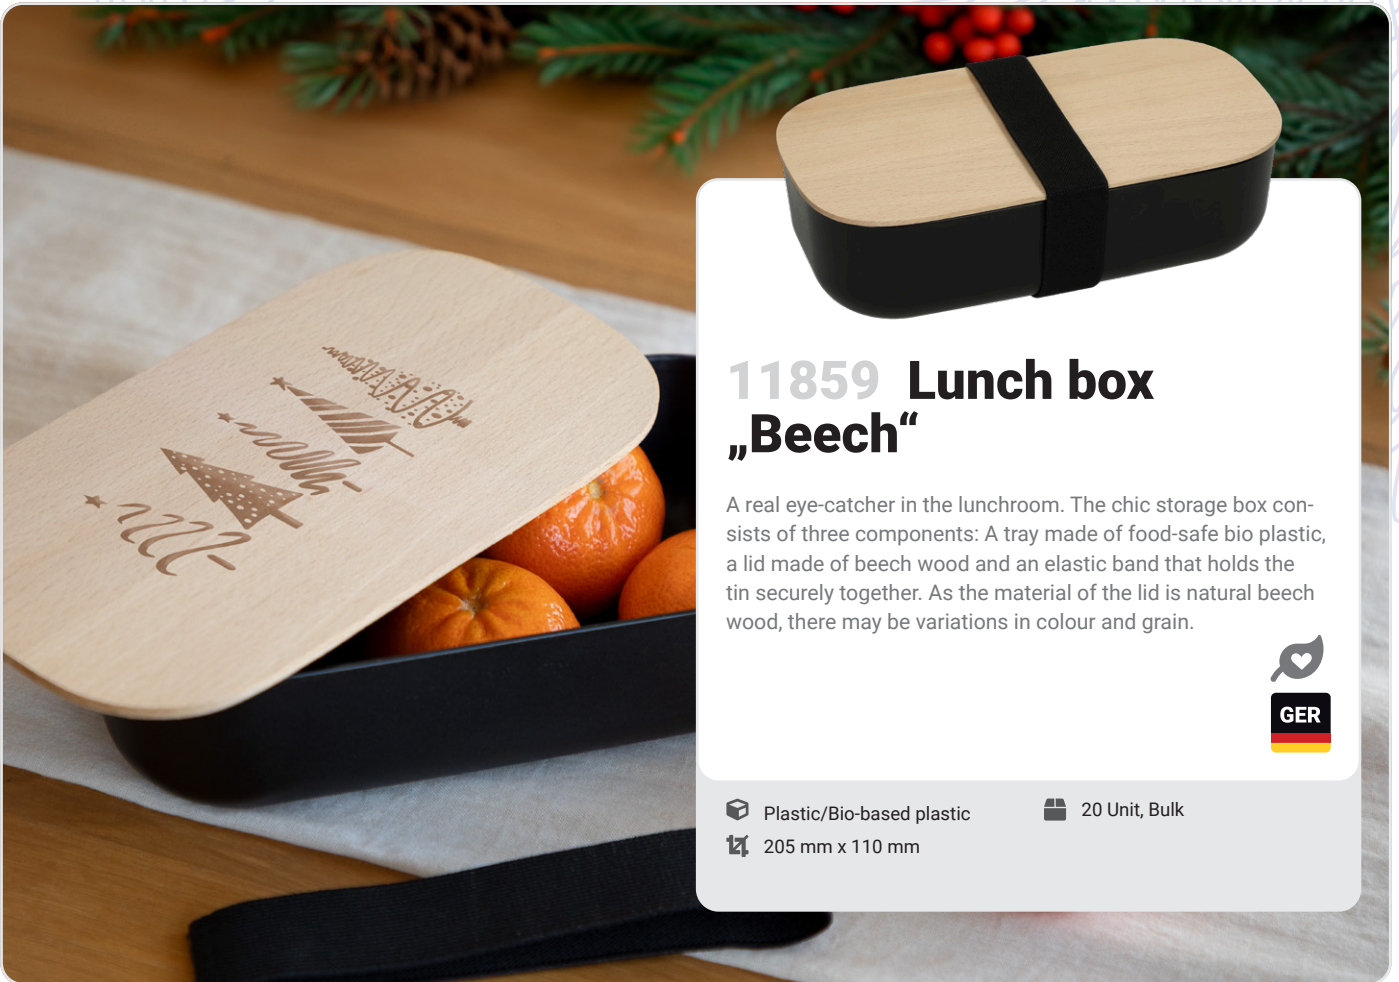 11859 Lunch box
„Beech“
A real eye-catcher in the lunchroom. The chic storage box con-
sists of three components: A tray made of food-safe bio plastic,
a lid made of beech wood and an elastic band that holds the
tin securely together. As the material of the lid is natural beech
wood, there may be variations in colour and grain.
GER
Plastic/Bio-based plastic
20 Unit, Bulk
205 mm x 110 mm